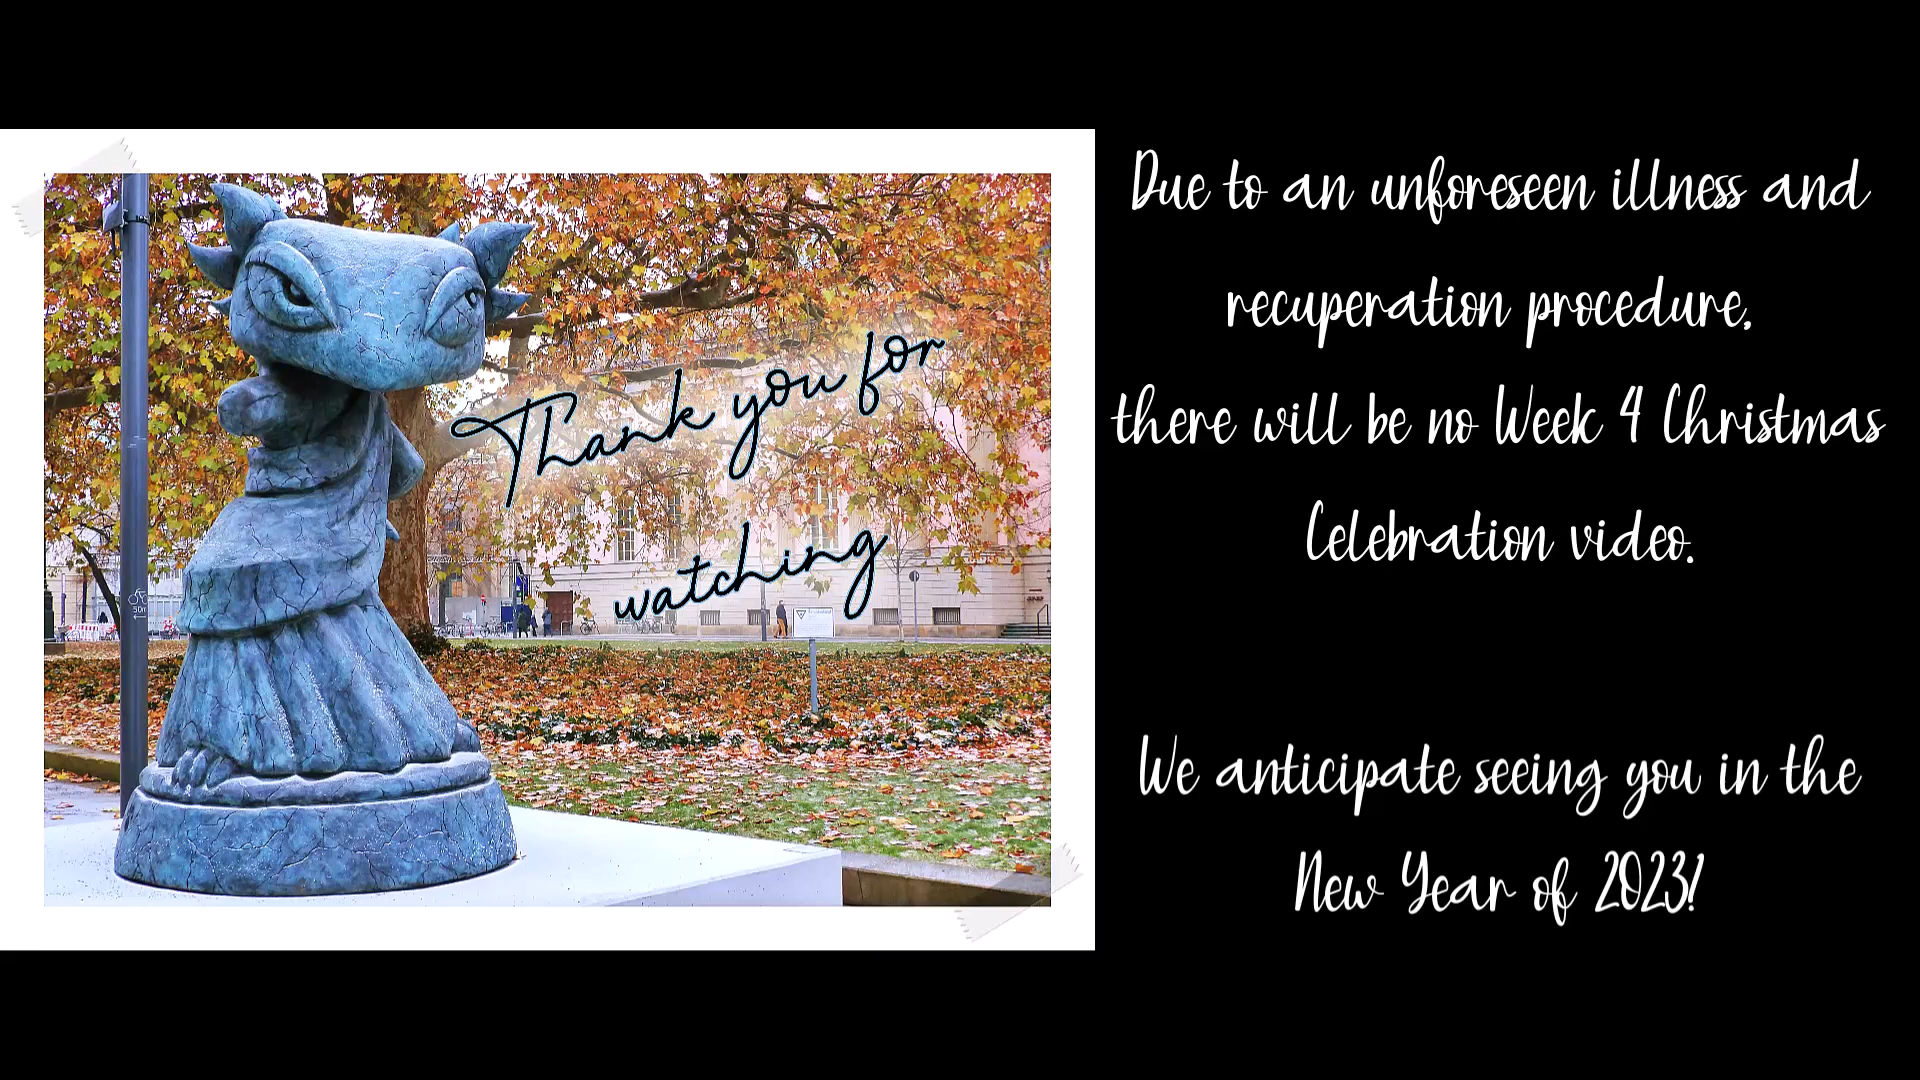 Thank you for
watching
50m
Due to an unforeseen illness and
recuperation procedure,
there will be no Week 4 Christmas
Celebration video.
We anticipate seeing you in the
New Year of 2023!